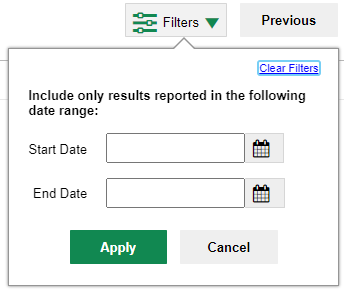 Filters
Previous
Clear Filters
Include only results reported in the following
date range:
Start Date
End Date
Apply
Cancel